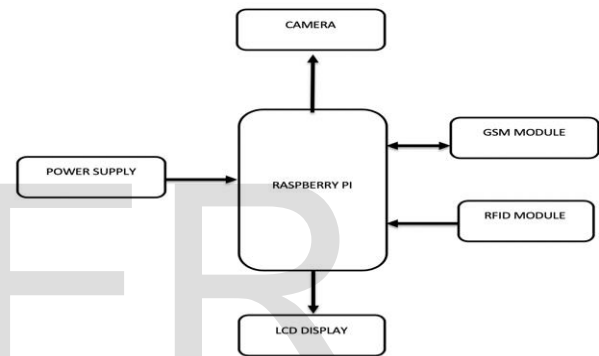 CAMERA
GSM MODULE
POWER SUPPLY
RASPBERRY PI
RFID MODULE
LCD DISPLAY